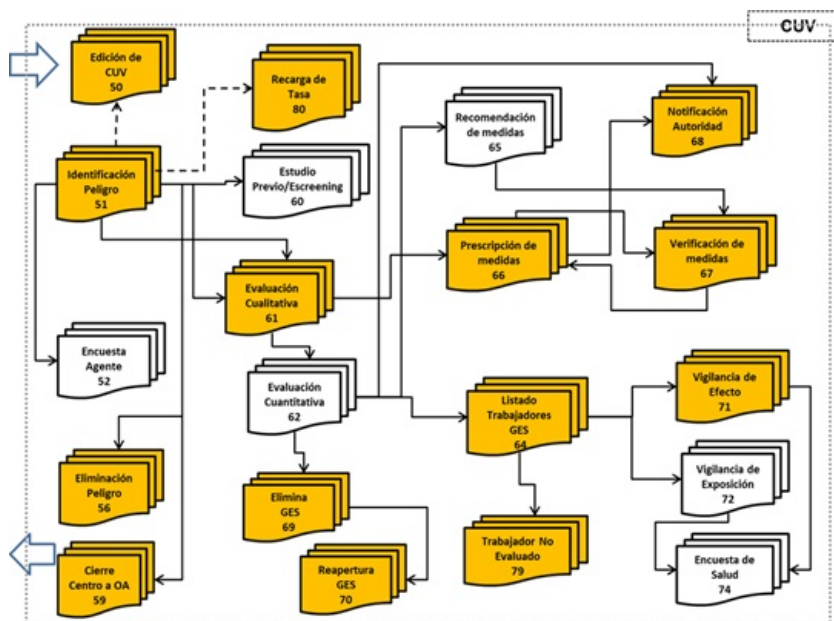 CUV
Edición de
CUV
50
Recarga de
Tasa
80
Recomendación
de medidas
65
Notificación
Autoridad
68
Identificación
Peligro
51
Estudio
Previo/Escreening
60
Prescripción de
medidas
66
Verificación de
medidas
67
Evaluación
Cualitativa
61
Encuesta
Agente
52
Evaluación
Cuantitativa
62
Listado
Trabajadores
GES
64
Vigilancia de
Efecto
71
Eliminación
Peligro
56
Elimina
GES
69
Vigilancia de
Exposición
72
Cierre
Centro a OA
59
Reapertura
GES
70
Trabajador No
Evaluado
79
Encuesta de
Salud
74